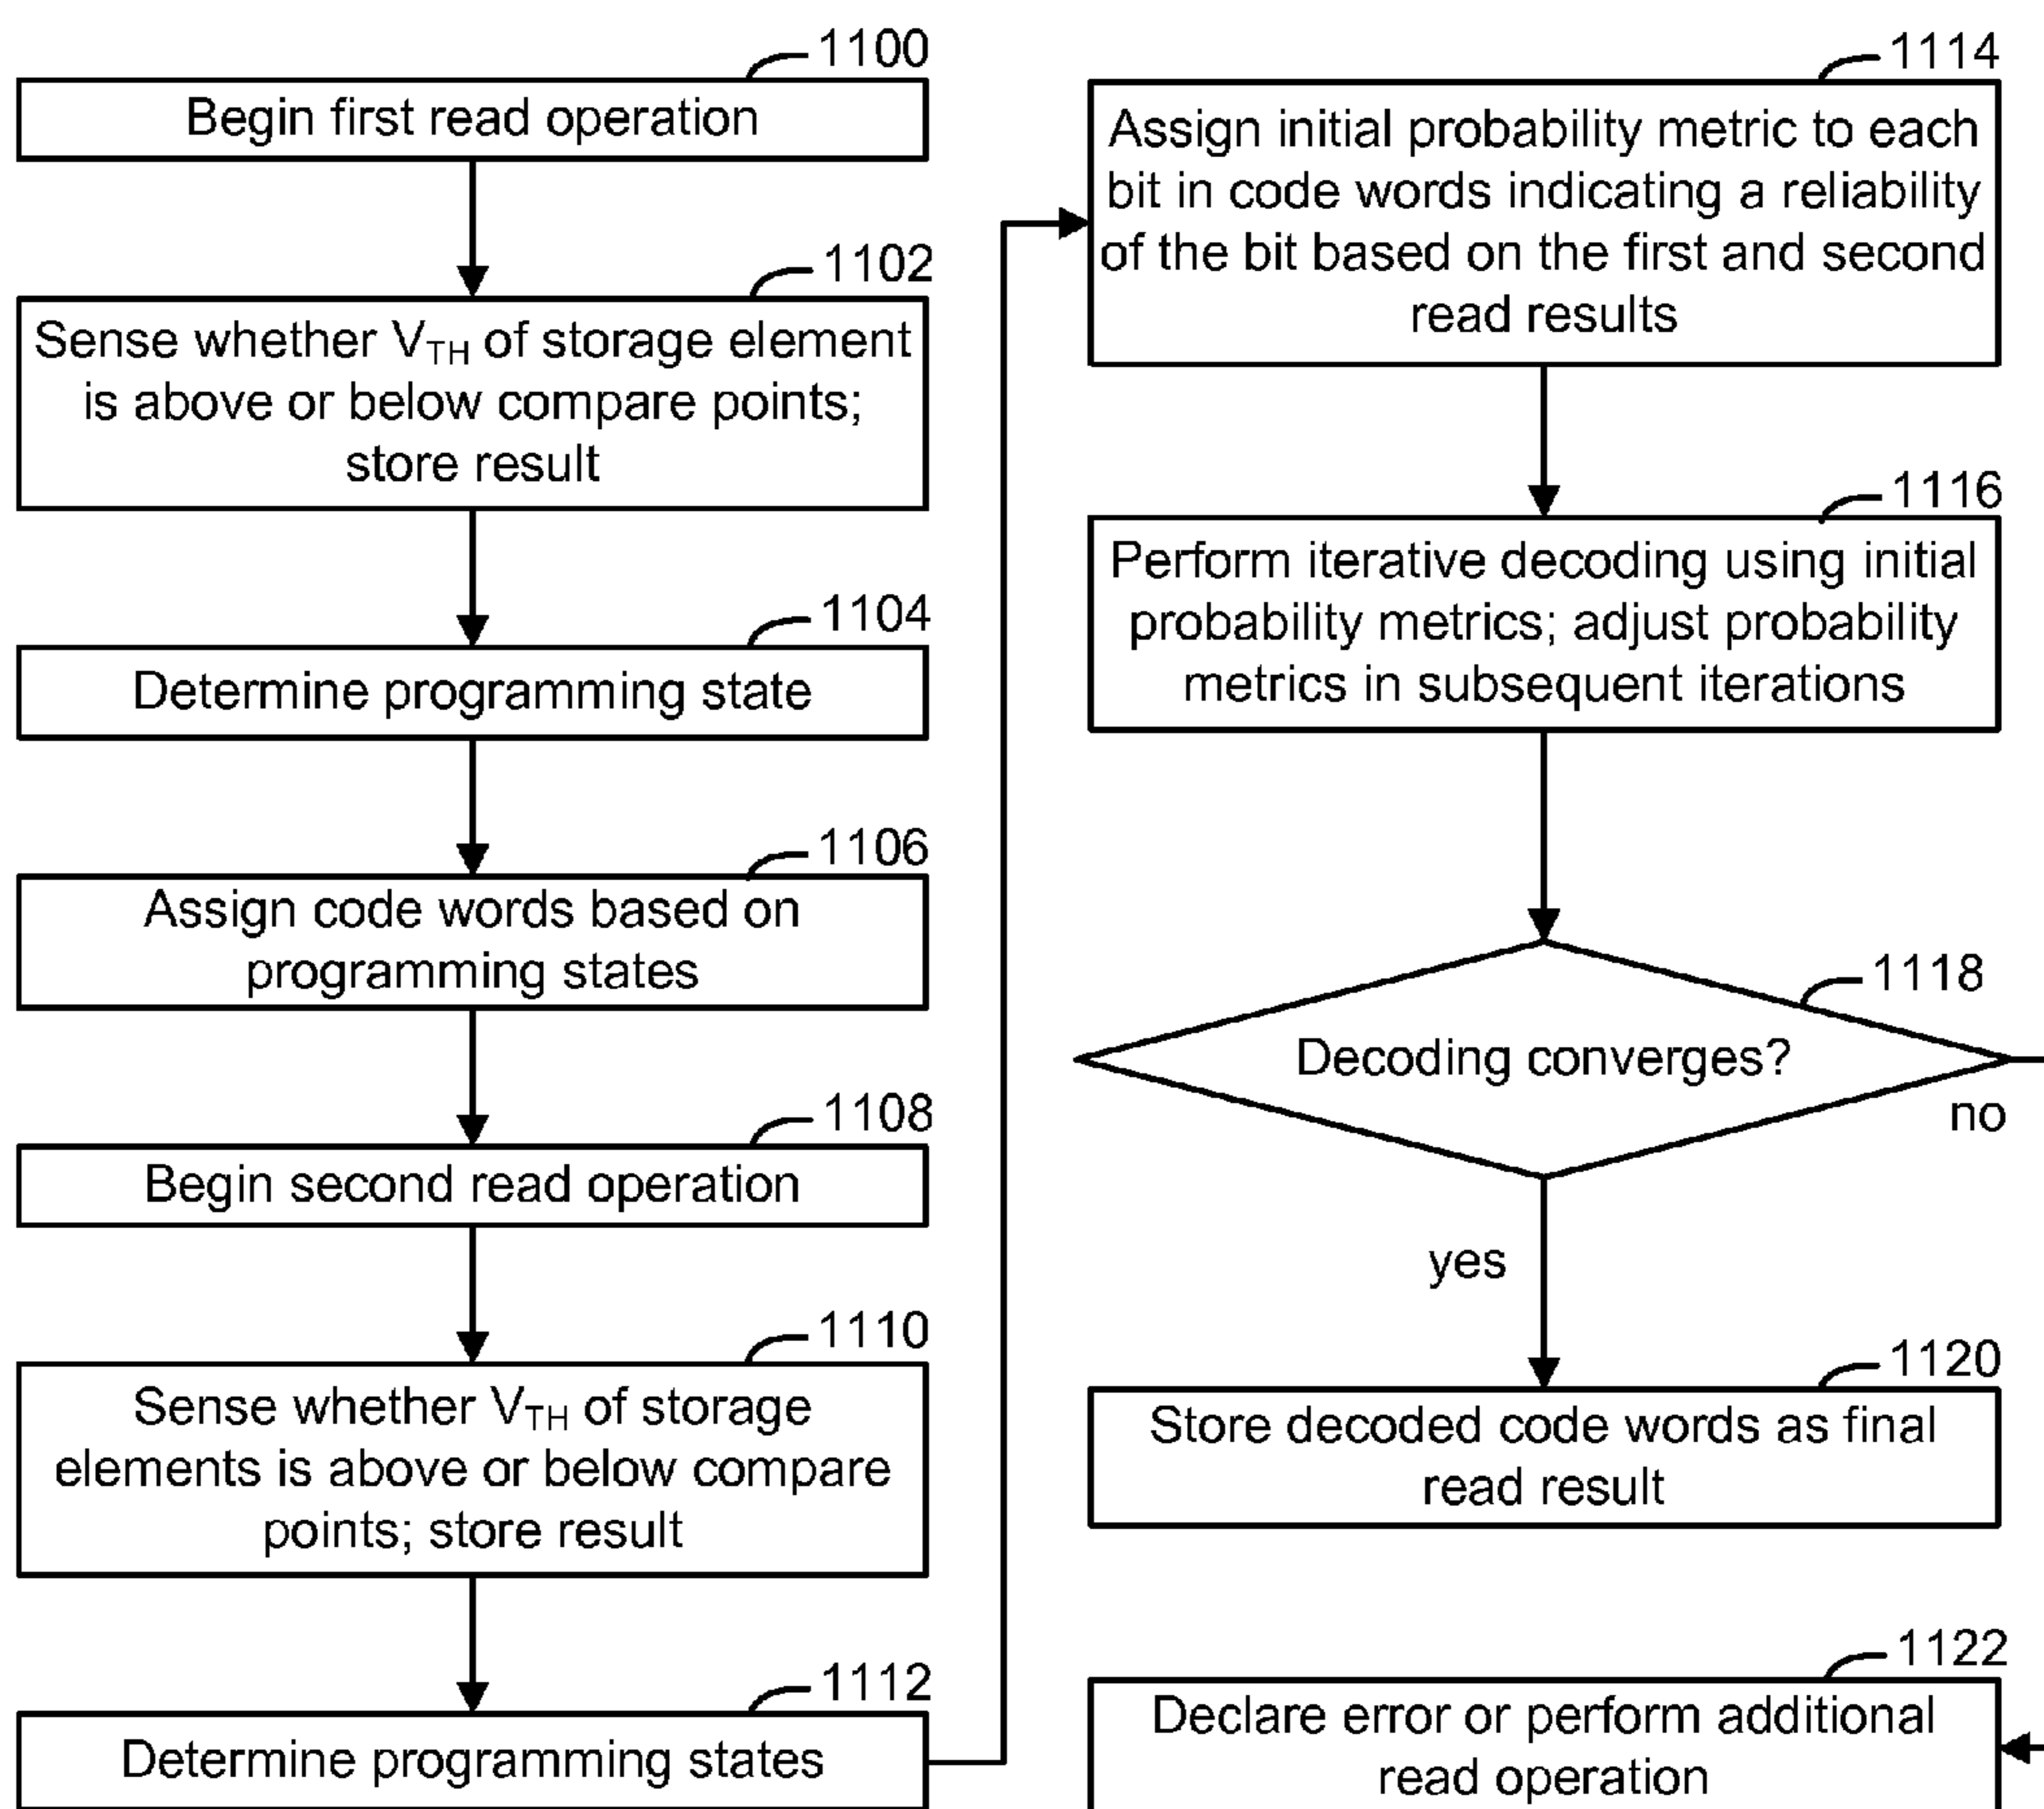 1100
Begin first read operation
1102
Sense whether VTH of storage element
is above or below compare points;
store result
1104
Determine programming state
1106
Assign code words based on
programming states
1108
Begin second read operation
1110
Sense whether VTH of storage
elements is above or below compare
points; store result
1112
Determine programming states
1114
Assign initial probability metric to each
bit in code words indicating a reliability
of the bit based on the first and second
read results
1116
Perform iterative decoding using initial
probability metrics; adjust probability
metrics in subsequent iterations
1118
Decoding converges?
no
yes
1120
Store decoded code words as final
read result
1122
Declare error or perform additional
read operation